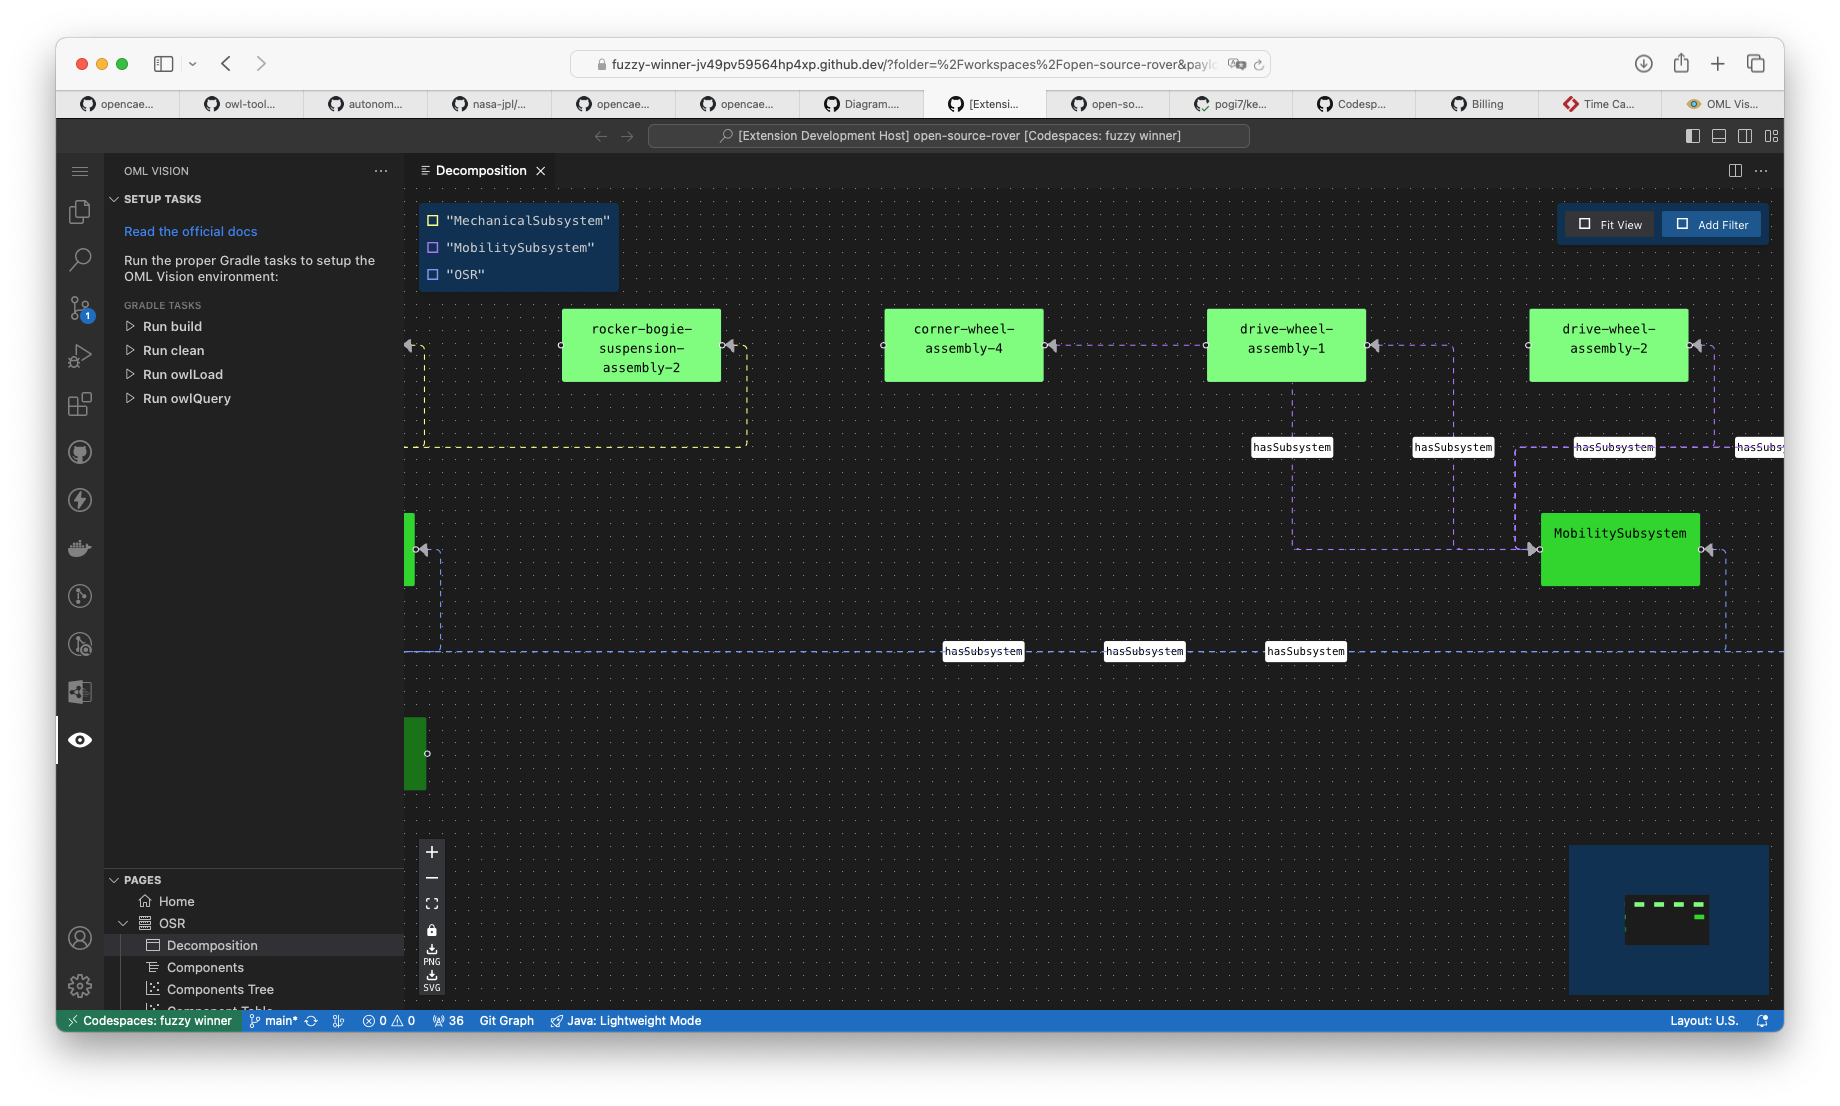 fuzzy-winner-jv49pv59564hp4xp.github.dev/?folder=%2Fworkspaces%2Fopen-source-rover&paylo
opencae...
owl-tool...
autonom...
nasa-jpl/...
opencae...
opencae...
Diagram....
[Extensi...
open-so...
pogi7/ke...
Codesp...
Billing
Time Ca...
OML Vis...
[Extension Development Host] open-source-rover [Codespaces: fuzzy winner]
OML VISION
SETUP TASKS
Read the official docs
Run the proper Gradle tasks to setup the
OML Vision environment:
GRADLE TASKS
Run build
Run clean
Run owlLoad
Run owlQuery
1
PAGES
Home
OSR
Decomposition
Components
Components Tree
Component Table
Decomposition
"MechanicalSubsystem"
"MobilitySubsystem"
"OSR"
Fit View
Add Filter
rocker-bogie-
suspension-
assembly-2
corner-wheel-
assembly-4
drive-wheel-
assembly-1
drive-wheel-
assembly-2
hasSubsystem
hasSubsystem
hasSubsystem
hasSubs
MobilitySubsystem
hasSubsystem
hasSubsystem
hasSubsystem
PNG
SVG
Codespaces: fuzzy winner
main*
0
0
36
Git Graph
Java: Lightweight Mode
Layout: U.S.